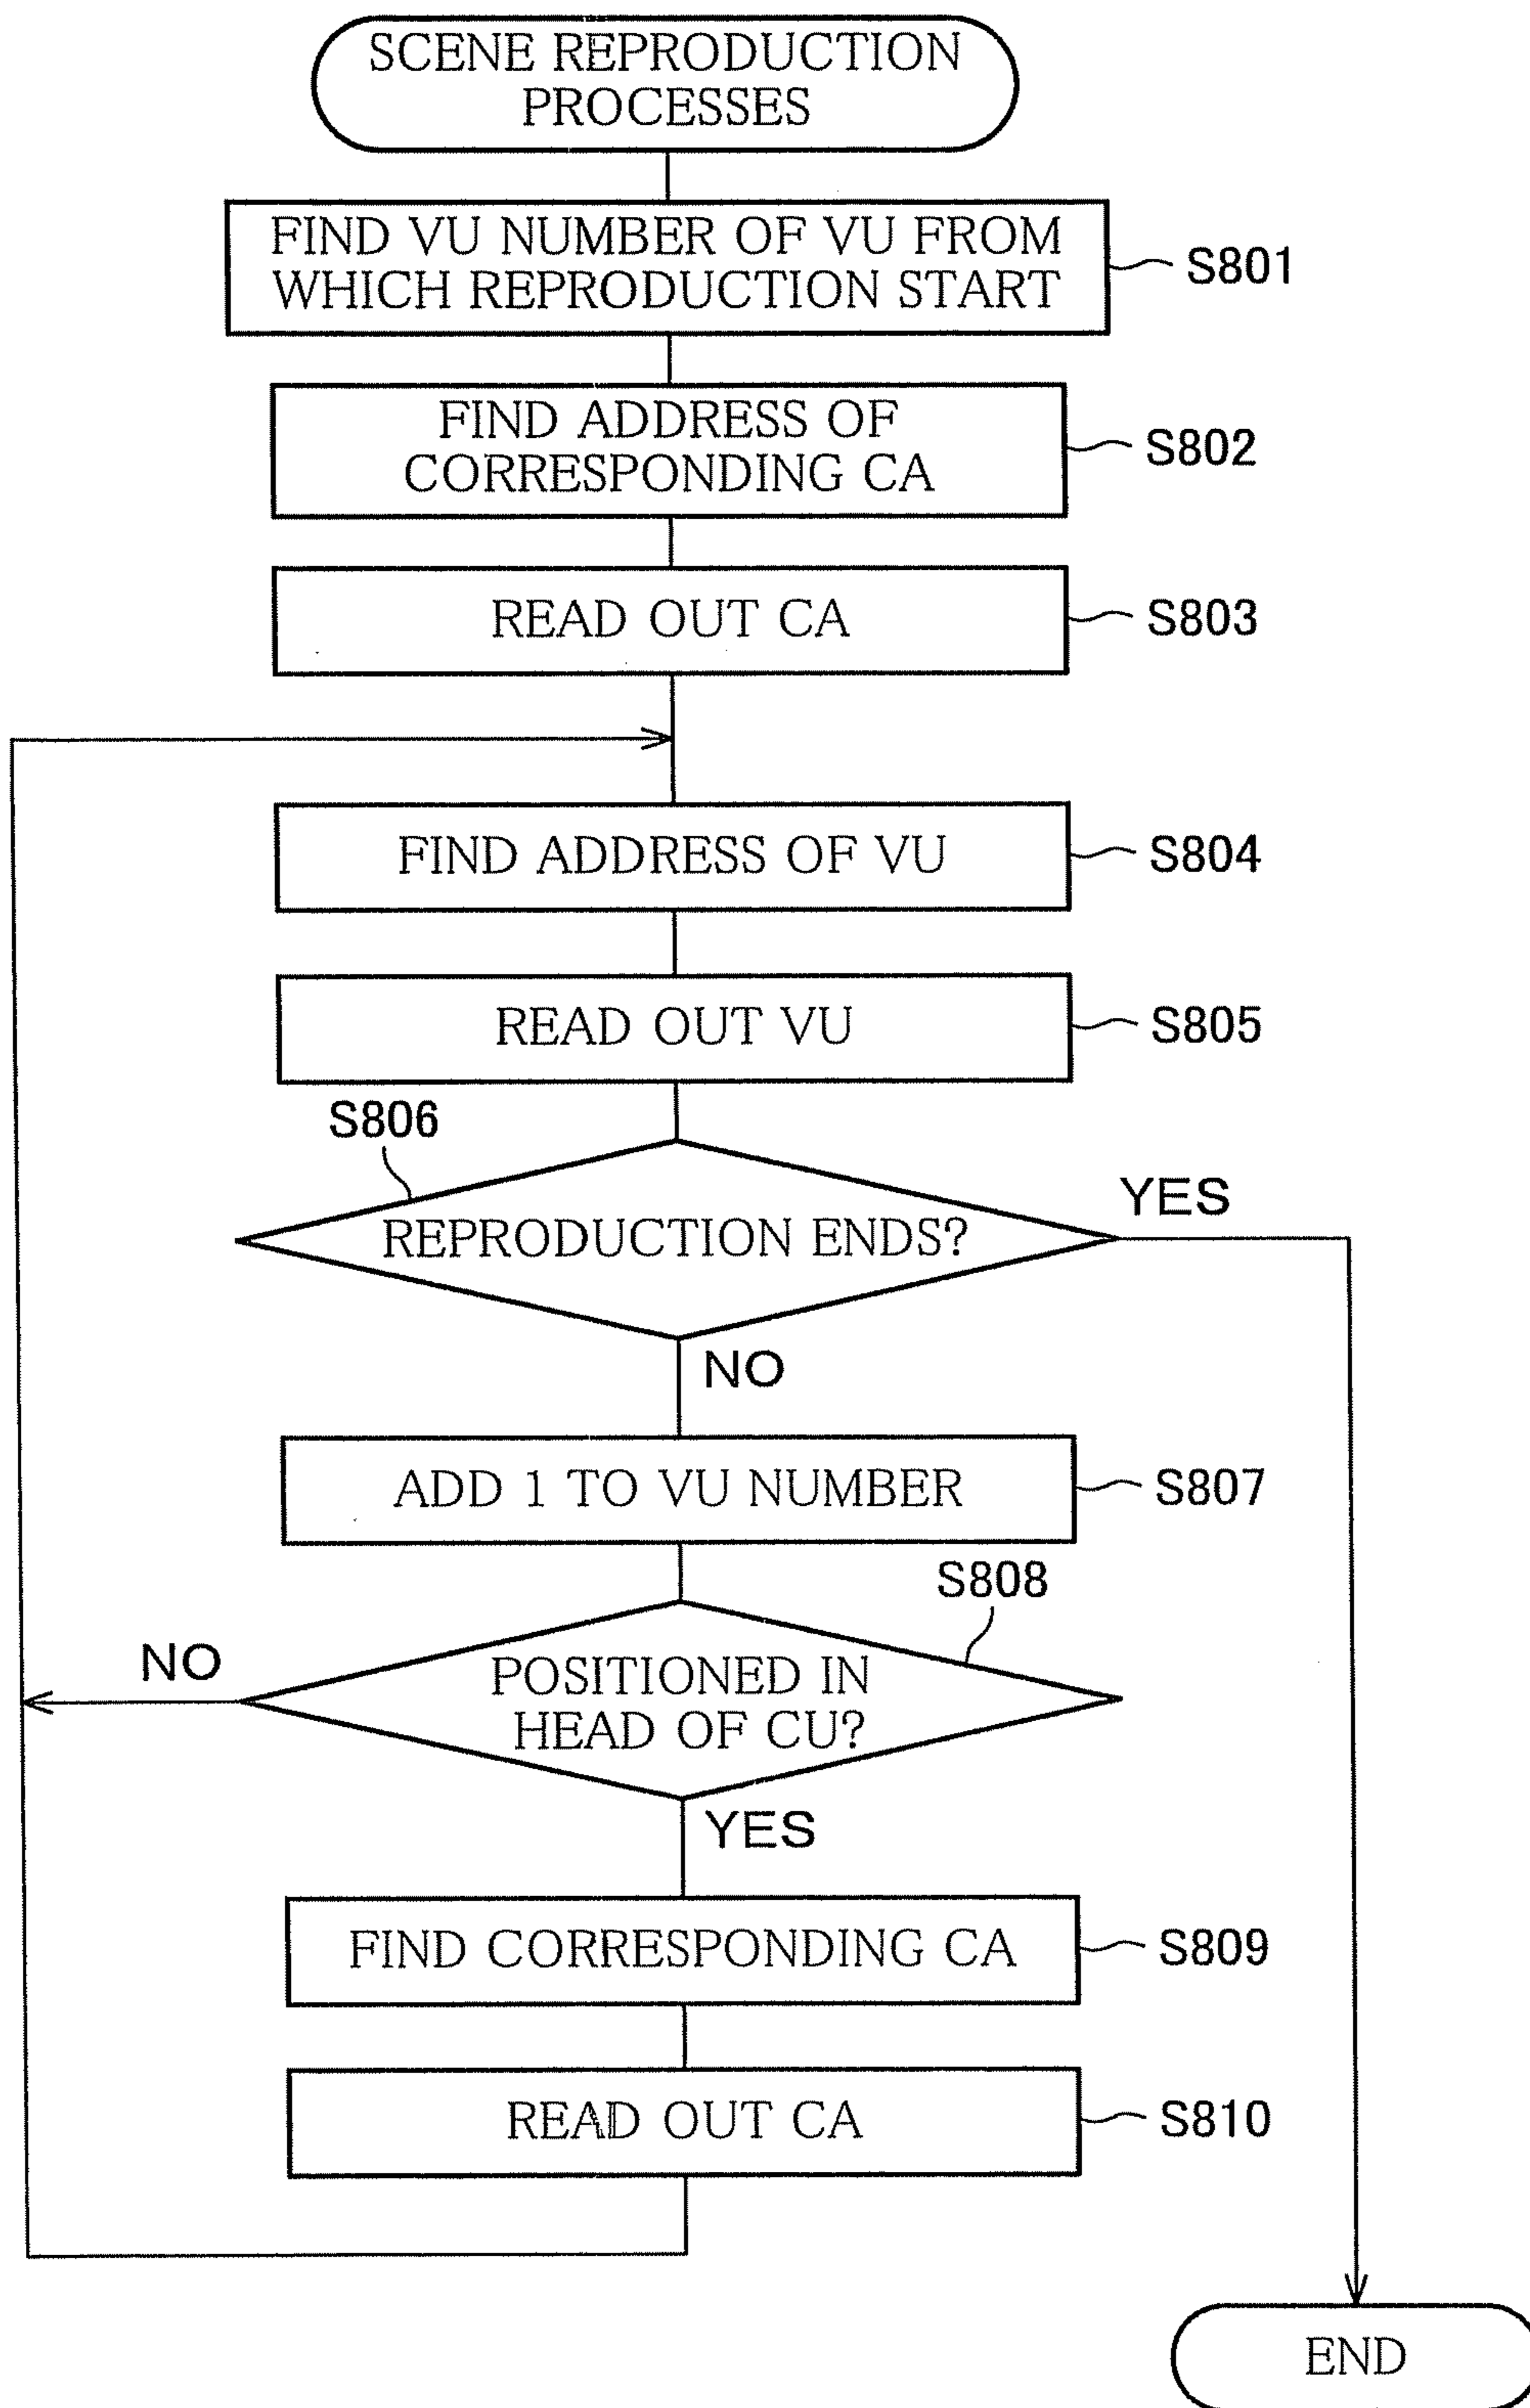 SCENE REPRODUCTION
PROCESSES
FIND VU NUMBER OF VU FROM
WHICH REPRODUCTION START
S801
FIND ADDRESS OF
CORRESPONDING CA
S802
READ OUT CA
S803
FIND ADDRESS OF VU
S804
READ OUT VU
S805
S806
REPRODUCTION ENDS?
YES
NO
ADD 1 TO VU NUMBER
S807
S808
NO
POSITIONED IN
HEAD OF CU?
YES
FIND CORRESPONDING CA
S809
READ OUT CA
S810
END